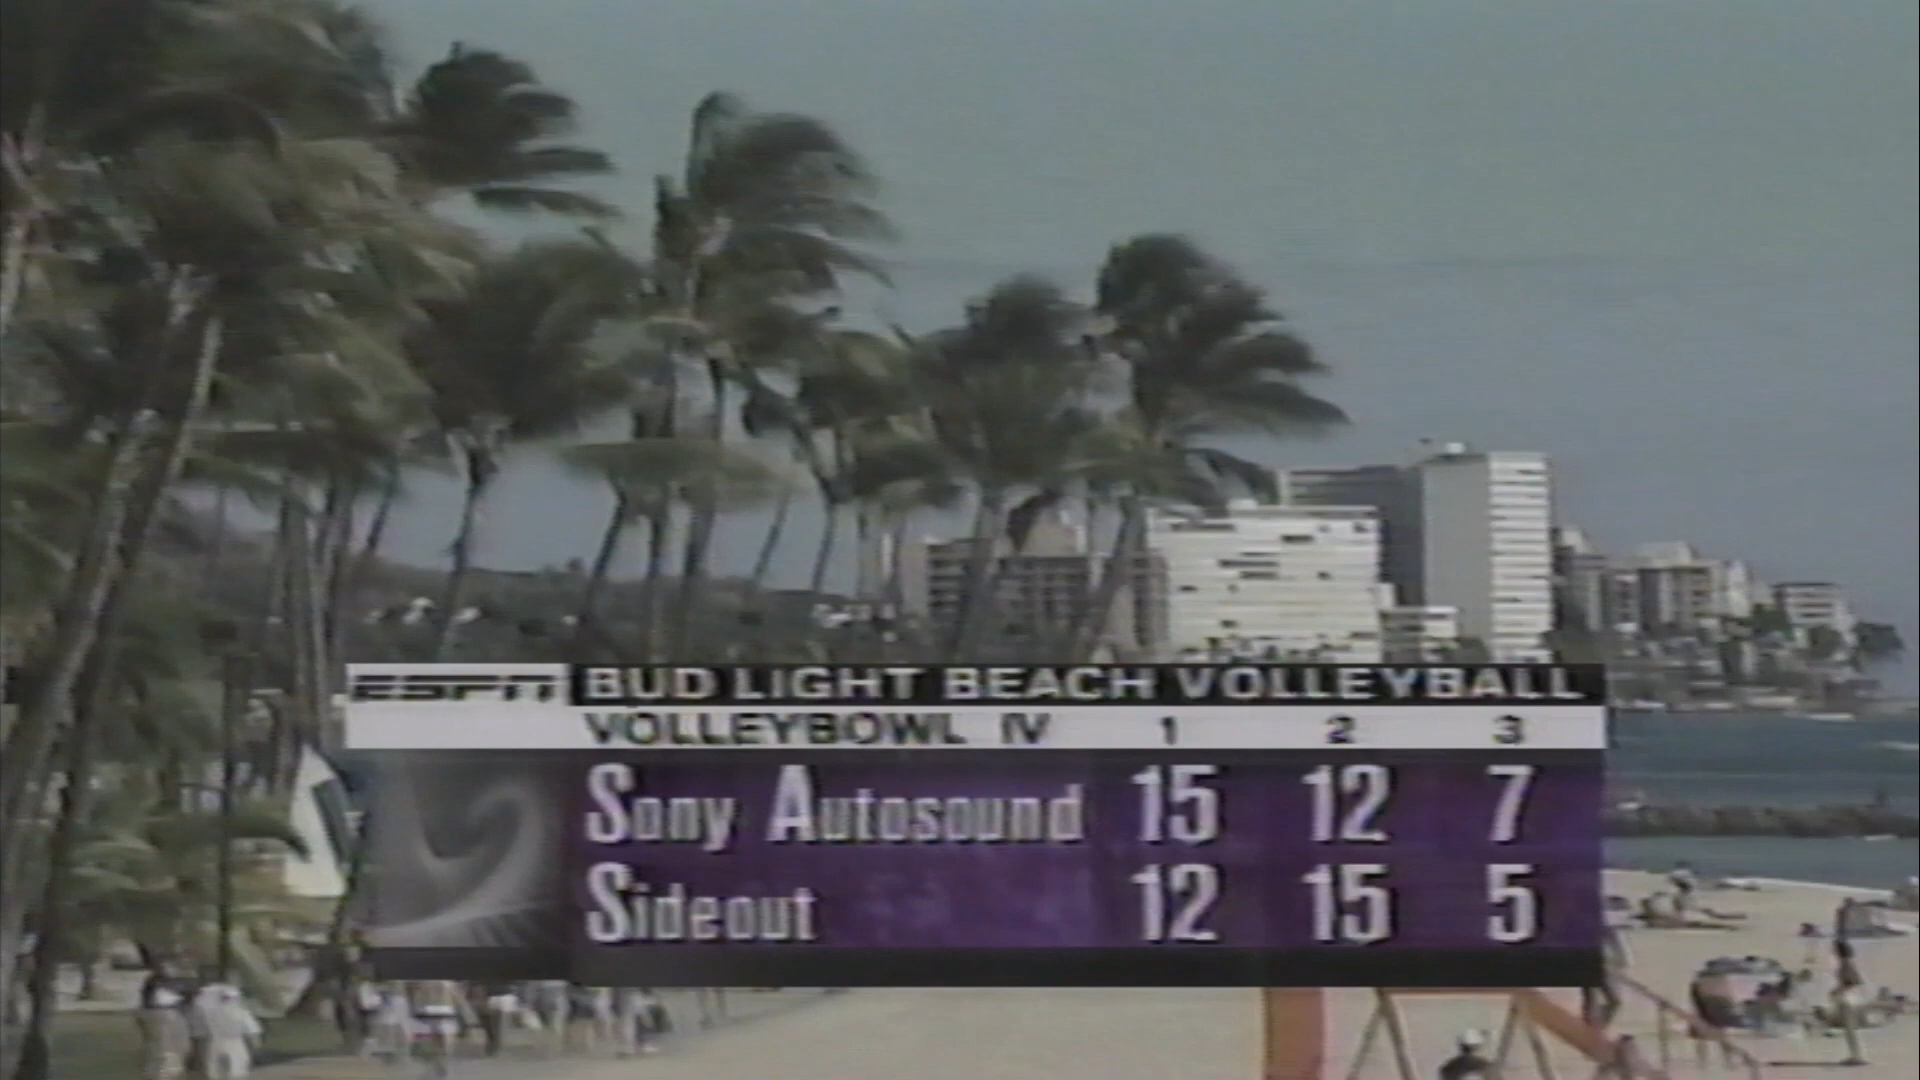 ESPN BUD LIGHT BEACH VOLLEYBALL
VOLLEYBOWL IV 1 2 3
Sony Autosound 15 12 7
Sideout 12 15 5